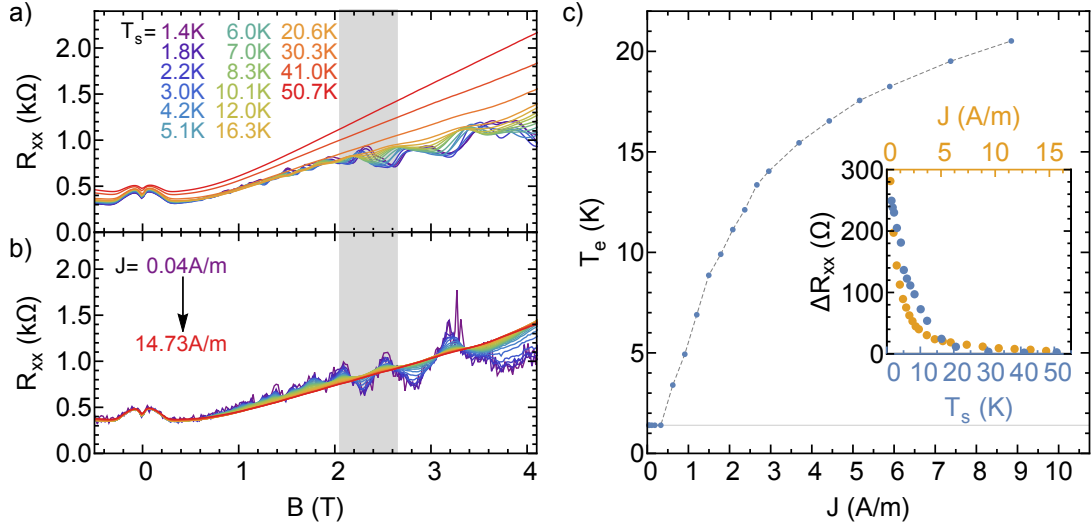 a)
R_xx (kΩ)
2.0
1.5
1.0
0.5
0.0
T_s= 1.4K 6.0K 20.6K
1.8K 7.0K 30.3K
2.2K 8.3K 41.0K
3.0K 10.1K 50.7K
4.2K 12.0K
5.1K 16.3K
b)
R_xx (kΩ)
2.0
1.5
1.0
0.5
0.0
J= 0.04A/m
14.73A/m
0 1 2 3 4
B (T)
c)
T_e (K)
20
15
10
5
0
0 1 2 3 4 5 6 7 8 9 10
J (A/m)
J (A/m)
0 5 10 16
ΔR_xx (Ω)
300
200
100
0
0 10 20 30 40 50
T_s (K)